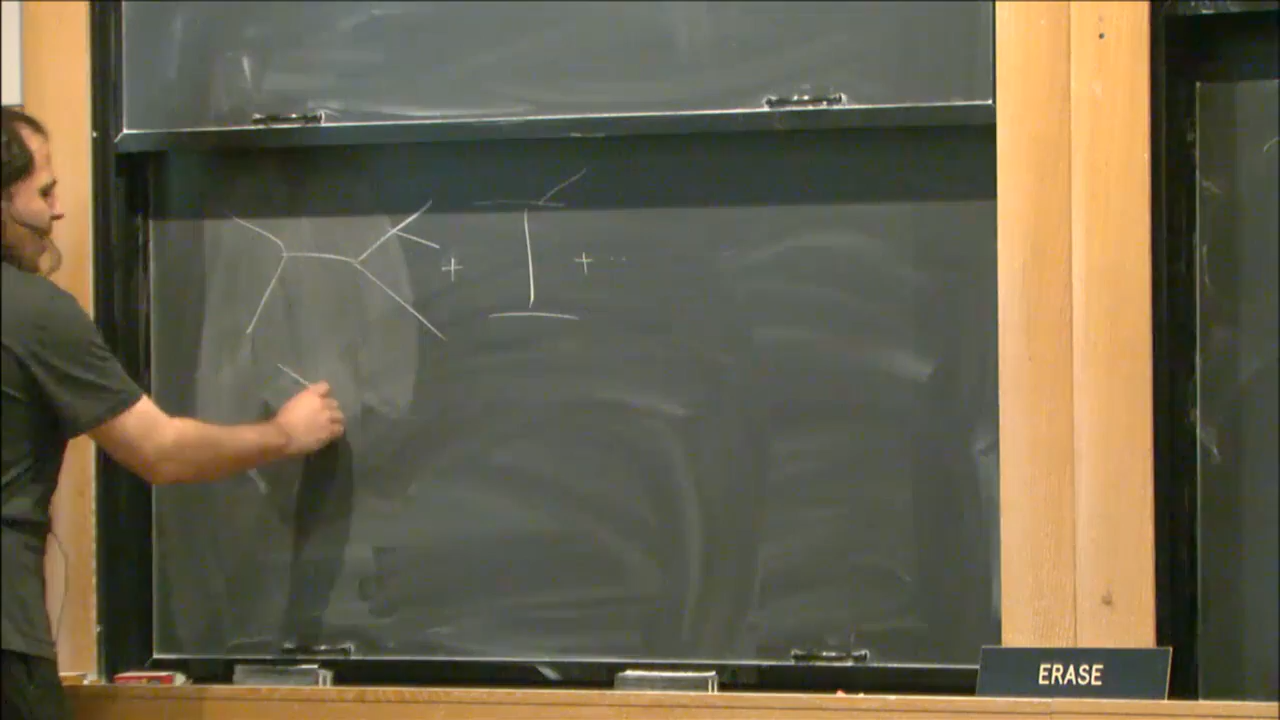 + + ..
ERASE